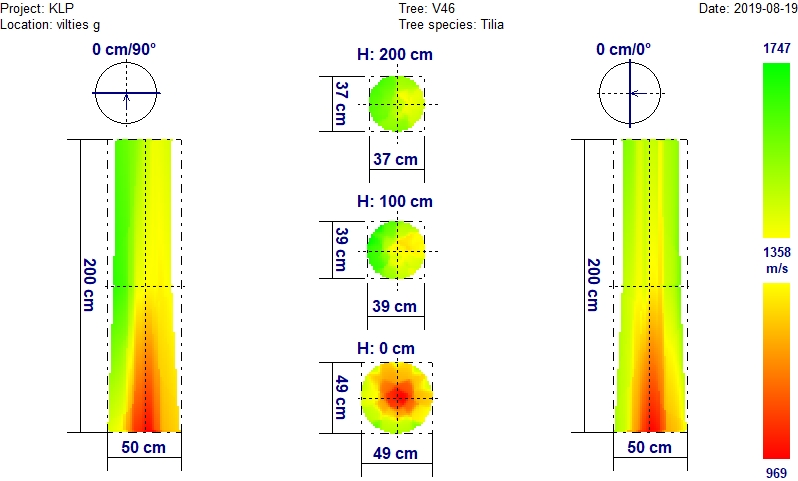 Project: KLP
Location: vilties g
Tree: V46
Tree species: Tilia
Date: 2019-08-19
0 cm/90°
H: 200 cm
0 cm/0°
1747
37 cm
37 cm
H: 100 cm
39 cm
39 cm
200 cm
200 cm
1358
m/s
H: 0 cm
49 cm
49 cm
50 cm
50 cm
969